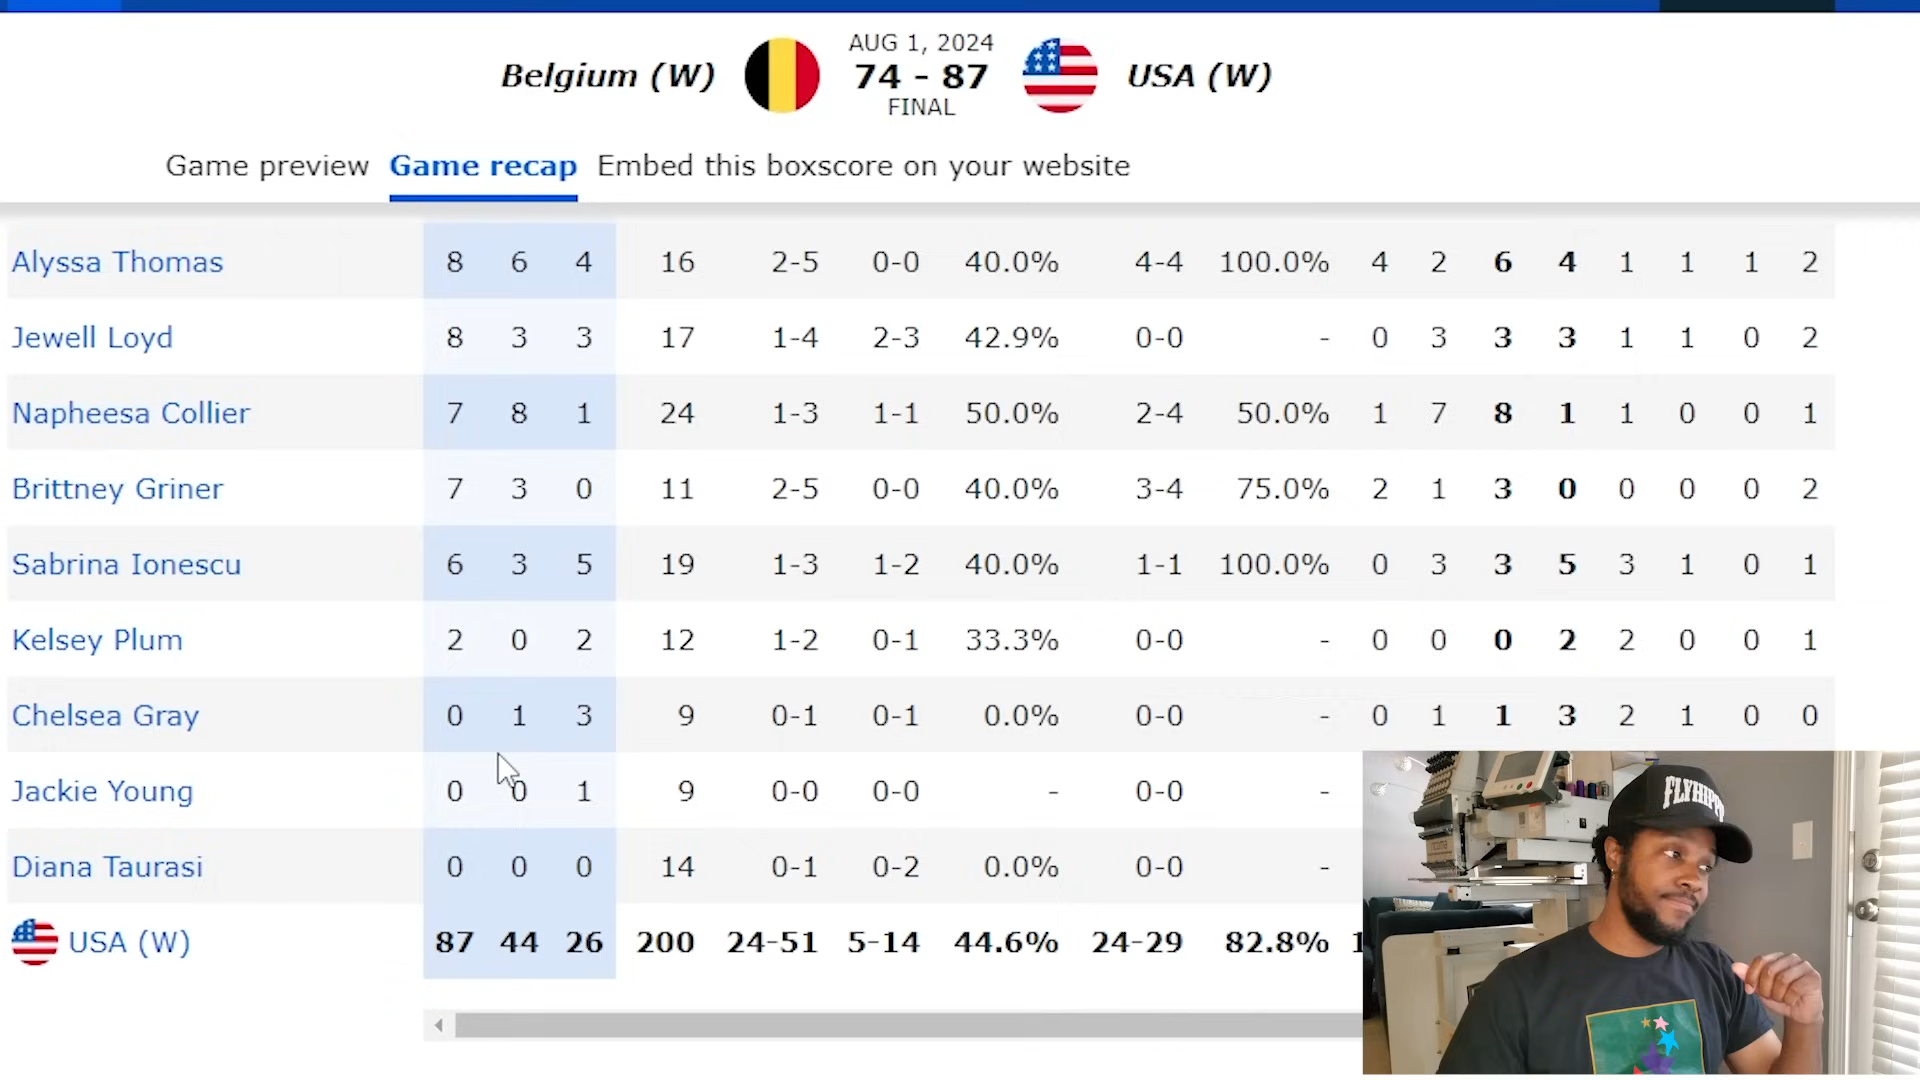 AUG 1, 2024
Belgium (W) 74 - 87 USA (W)
FINAL
Game preview Game recap Embed this boxscore on your website
Alyssa Thomas 8 6 4 16 2-5 0-0 40.0% 4-4 100.0% 4 2 6 4 1 1 1 2
Jewell Loyd 8 3 3 17 1-4 2-3 42.9% 0-0 - 0 3 3 3 1 1 0 2
Napheesa Collier 7 8 1 24 1-3 1-1 50.0% 2-4 50.0% 1 7 8 1 1 0 0 1
Brittney Griner 7 3 0 11 2-5 0-0 40.0% 3-4 75.0% 2 1 3 0 0 0 0 2
Sabrina Ionescu 6 3 5 19 1-3 1-2 40.0% 1-1 100.0% 0 3 3 5 3 1 0 1
Kelsey Plum 2 0 2 12 1-2 0-1 33.3% 0-0 - 0 0 0 2 2 0 0 1
Chelsea Gray 0 1 3 9 0-1 0-1 0.0% 0-0 - 0 1 1 3 2 1 0 0
Jackie Young 0 0 1 9 0-0 0-0 - 0-0 -
Diana Taurasi 0 0 0 14 0-1 0-2 0.0% 0-0 -
USA (W) 87 44 26 200 24-51 5-14 44.6% 24-29 82.8% 1